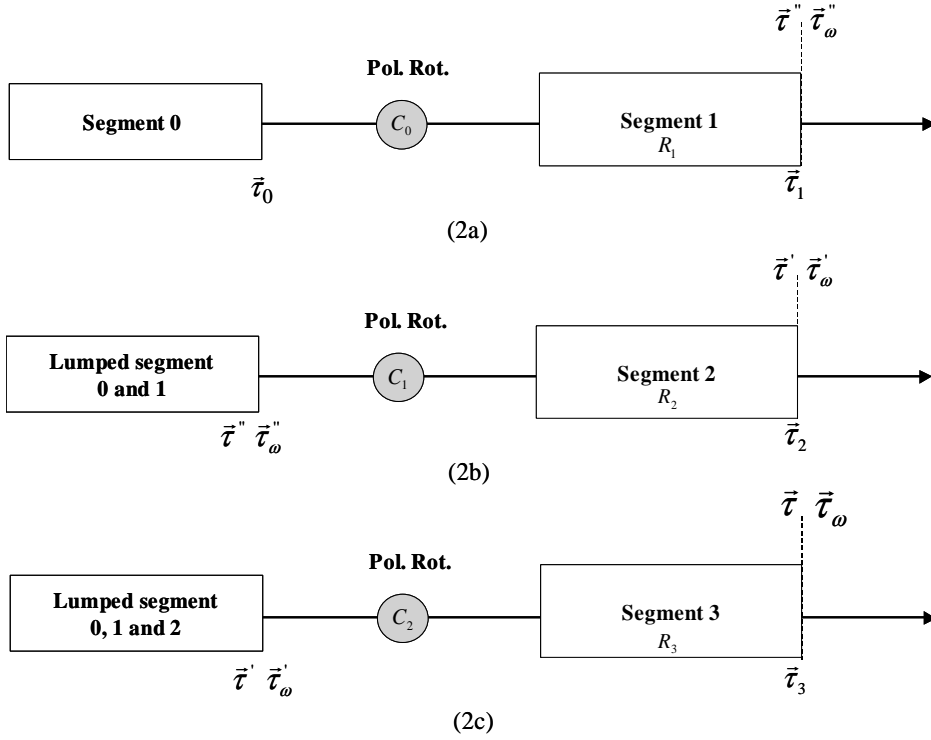 τ⃗" τ⃗"ω
Pol. Rot.
Segment 0
C0
Segment 1
R1
τ⃗0
τ⃗1
(2a)
τ⃗' τ⃗'ω
Pol. Rot.
Lumped segment
0 and 1
C1
Segment 2
R2
τ⃗" τ⃗"ω
τ⃗2
(2b)
τ⃗ τ⃗ω
Pol. Rot.
Lumped segment
0, 1 and 2
C2
Segment 3
R3
τ⃗' τ⃗'ω
τ⃗3
(2c)